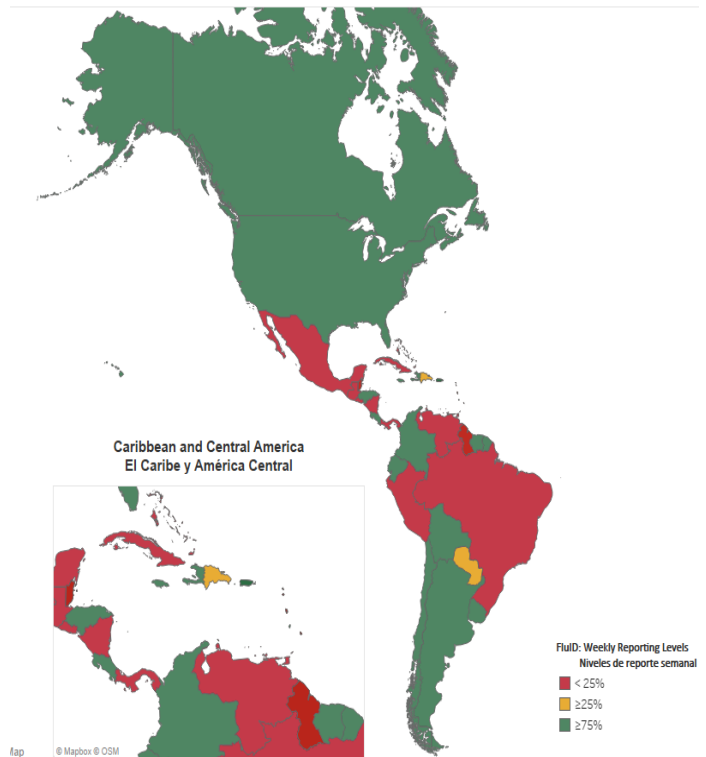 Caribbean and Central America
El Caribe y América Central
FluID: Weekly Reporting Levels
Niveles de reporte semanal
< 25%
≥25%
≥75%
© Mapbox © OSM